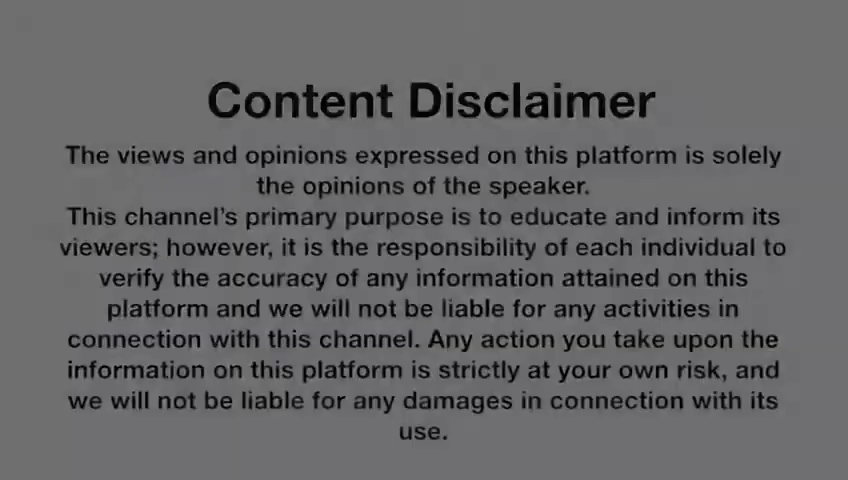 Content Disclaimer
The views and opinions expressed on this platform is solely
the opinions of the speaker.
This channel's primary purpose is to educate and inform its
viewers; however, it is the responsibility of each individual to
verify the accuracy of any information attained on this
platform and we will not be liable for any activities in
connection with this channel. Any action you take upon the
information on this platform is strictly at your own risk, and
we will not be liable for any damages in connection with its
use.